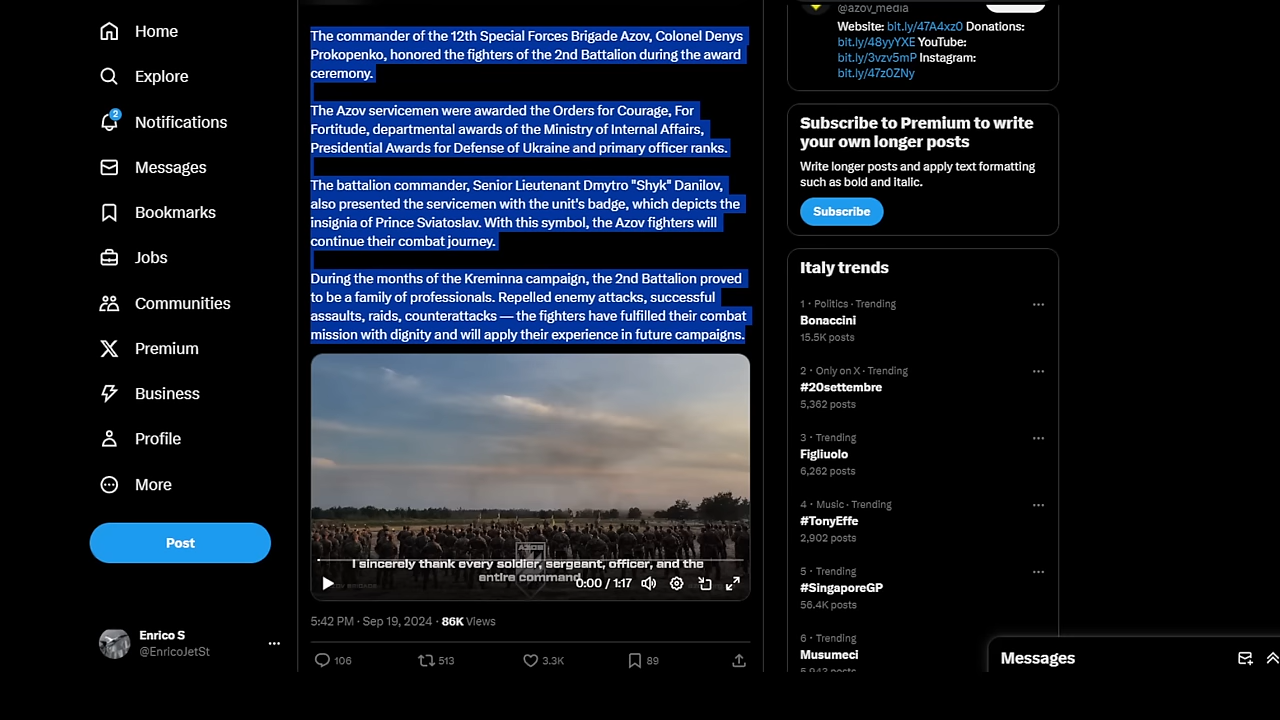 Home
Explore
2
Notifications
Messages
Bookmarks
Jobs
Communities
Premium
Business
Profile
More
Post
Enrico S
@EnricoJetSt
The commander of the 12th Special Forces Brigade Azov, Colonel Denys
Prokopenko, honored the fighters of the 2nd Battalion during the award
ceremony.
The Azov servicemen were awarded the Orders for Courage, For
Fortitude, departmental awards of the Ministry of Internal Affairs,
Presidential Awards for Defense of Ukraine and primary officer ranks.
The battalion commander, Senior Lieutenant Dmytro "Shyk" Danilov,
also presented the servicemen with the unit's badge, which depicts the
insignia of Prince Sviatoslav. With this symbol, the Azov fighters will
continue their combat journey.
During the months of the Kreminna campaign, the 2nd Battalion proved
to be a family of professionals. Repelled enemy attacks, successful
assaults, raids, counterattacks — the fighters have fulfilled their combat
mission with dignity and will apply their experience in future campaigns.
I sincerely thank every soldier, sergeant, officer, and the
entire command
0:00 / 1:17
5:42 PM · Sep 19, 2024 · 86K Views
106
513
3.3K
89
@azov_media
Website: bit.ly/47A4xz0 Donations:
bit.ly/48yyYXE YouTube:
bit.ly/3vzv5mP Instagram:
bit.ly/47z0ZNy
Subscribe to Premium to write
your own longer posts
Write longer posts and apply text formatting
such as bold and italic.
Subscribe
Italy trends
1 · Politics · Trending
Bonaccini
15.5K posts
2 · Only on X · Trending
#20settembre
5,362 posts
3 · Trending
Figliuolo
6,262 posts
4 · Music · Trending
#TonyEffe
2,902 posts
5 · Trending
#SingaporeGP
56.4K posts
6 · Trending
Musumeci
Messages